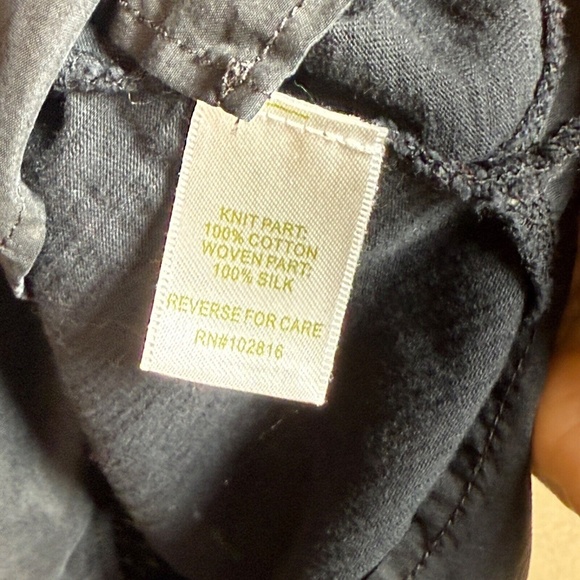 KNIT PART:
100% COTTON
WOVEN PART:
100% SILK
REVERSE FOR CARE
RN#102816